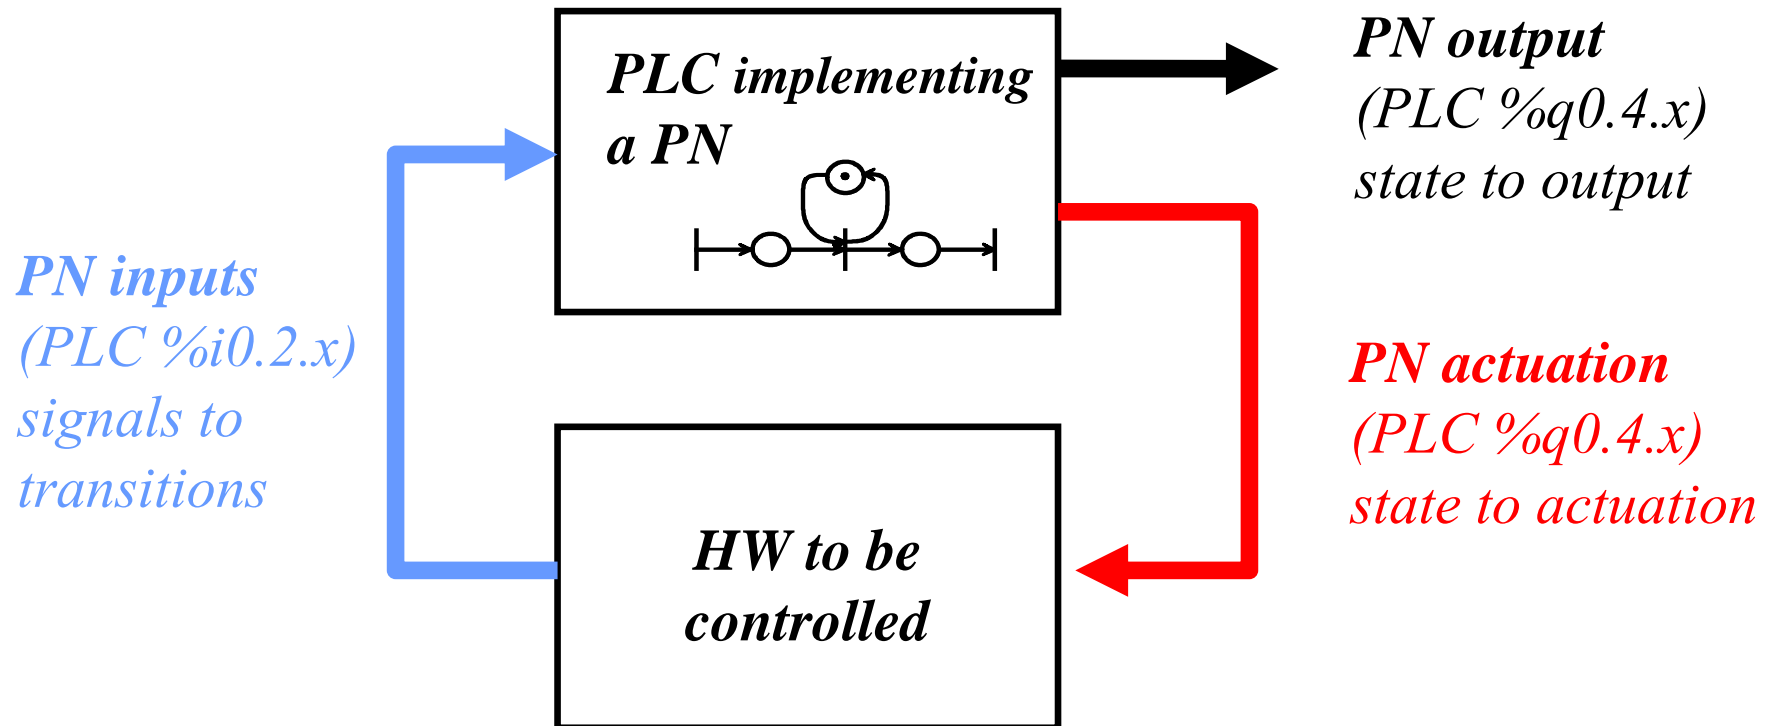 PLC implementing
a PN
PN output
(PLC %q0.4.x)
state to output
PN inputs
(PLC %i0.2.x)
signals to
transitions
PN actuation
(PLC %q0.4.x)
state to actuation
HW to be
controlled